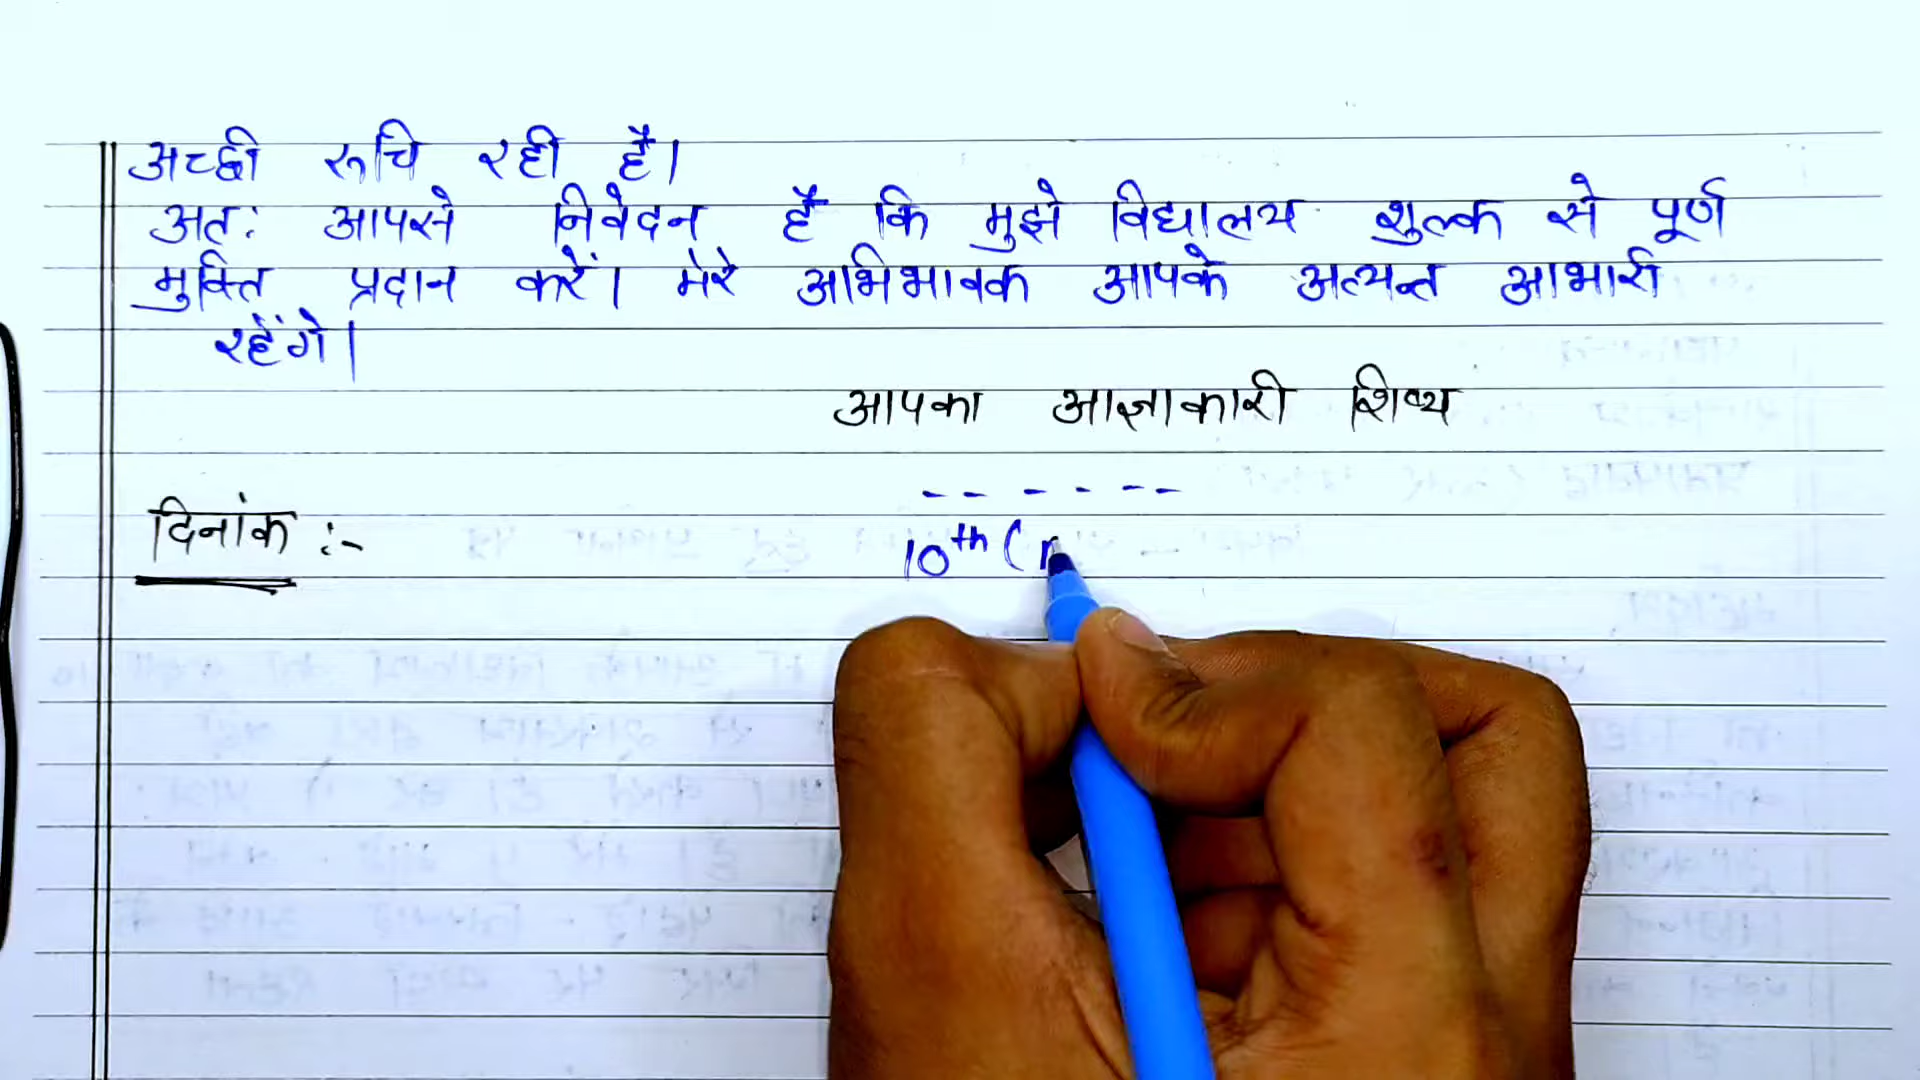 अच्छी रूचि रही है।
अतः आपसे निवेदन है कि मुझे विद्यालय शुल्क से पूर्ण
मुक्ति प्रदान करें। मेरे अभिभावक आपके अत्यन्त आभारी
रहेंगे।
आपका आज्ञाकारी शिष्य
- - - - - -
दिनांक :-
10th (